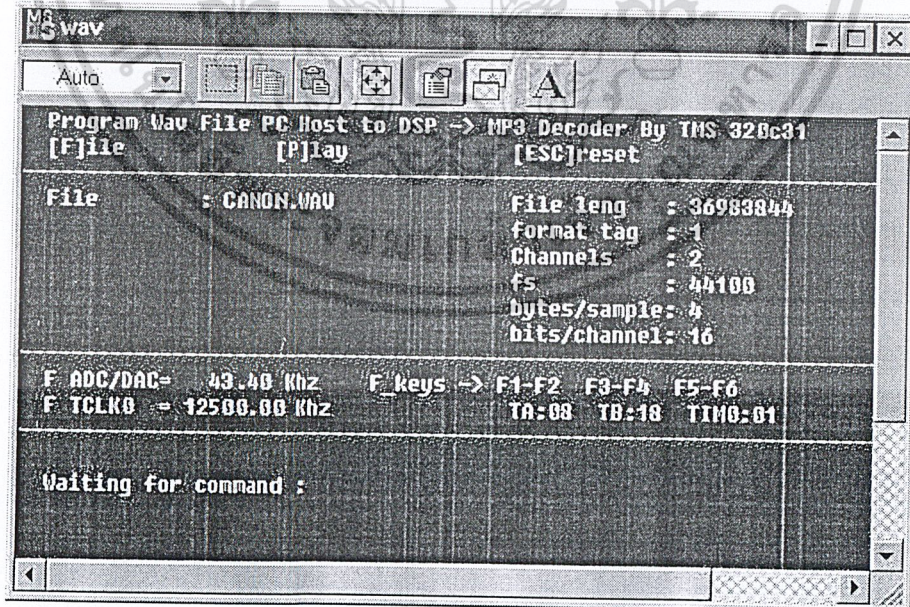 MS DOS wav
Auto A
Program Wav File PC Host to DSP -> MP3 Decoder By TMS 320c31
[F]ile [P]lay [ESC]reset
File : CANON.WAV File leng : 36983844
format tag : 1
Channels : 2
fs : 44100
bytes/sample: 4
bits/channel: 16
F ADC/DAC= 43.40 Khz F_keys -> F1-F2 F3-F4 F5-F6
F TCLK0 = 12500.00 Khz TA:08 TB:18 TIM0:01
Waiting for command :